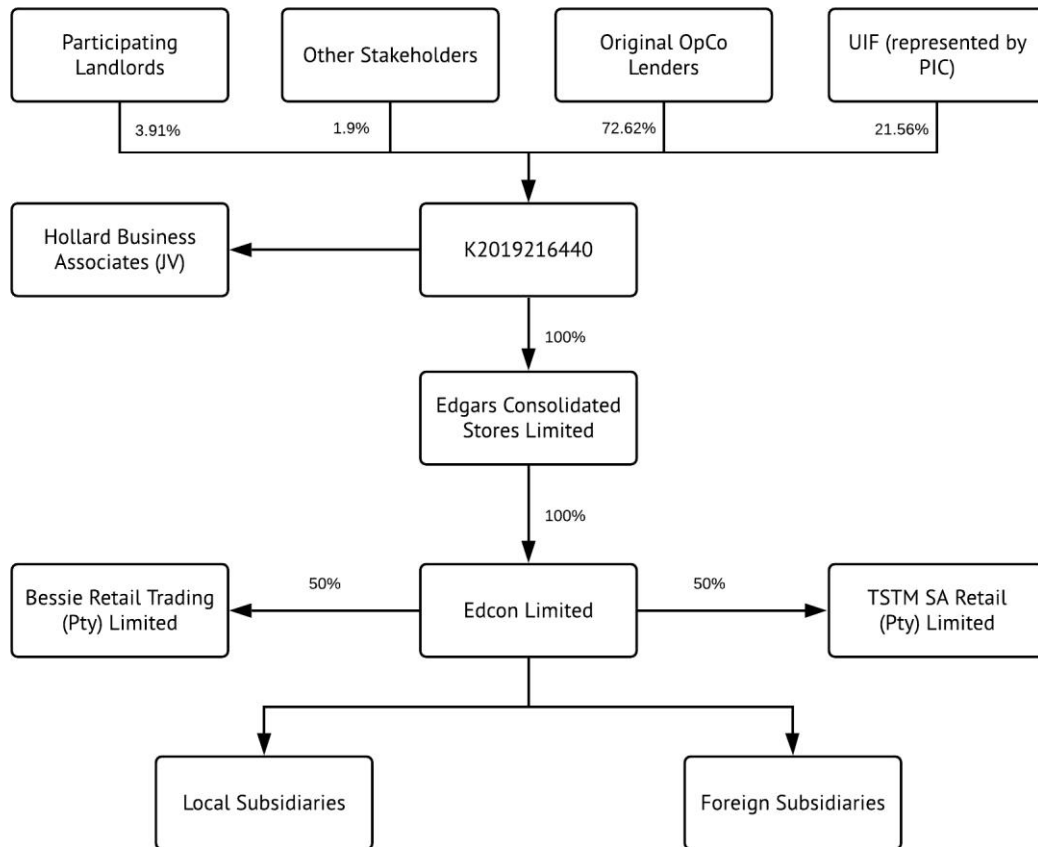 Participating
Landlords
Other Stakeholders
Original OpCo
Lenders
UIF (represented by
PIC)
3.91%
1.9%
72.62%
21.56%
Hollard Business
Associates (JV)
K2019216440
100%
Edgars Consolidated
Stores Limited
100%
Bessie Retail Trading
(Pty) Limited
50%
Edcon Limited
50%
TSTM SA Retail
(Pty) Limited
Local Subsidiaries
Foreign Subsidiaries